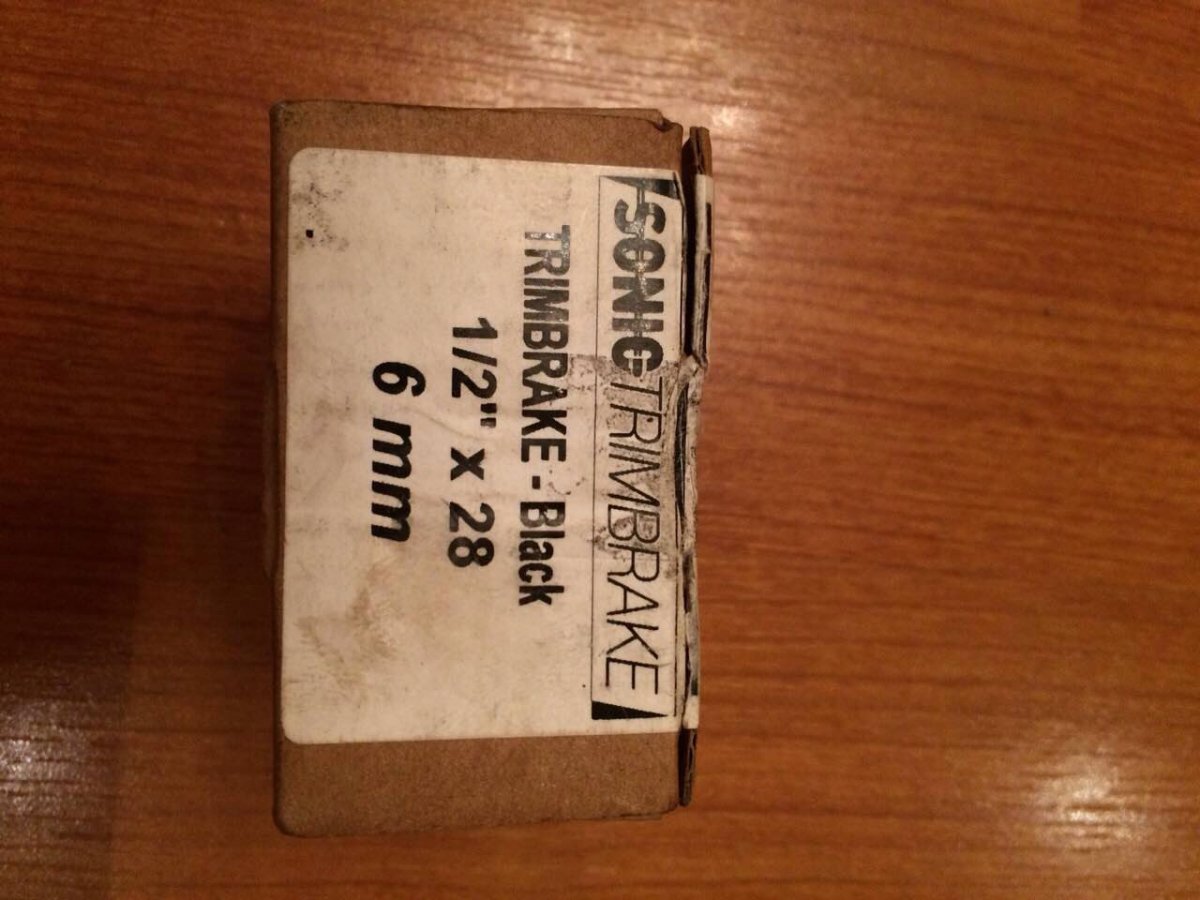 SONIC TRIMBRAKE
TRIMBRAKE - Black
1/2" x 28
6 mm